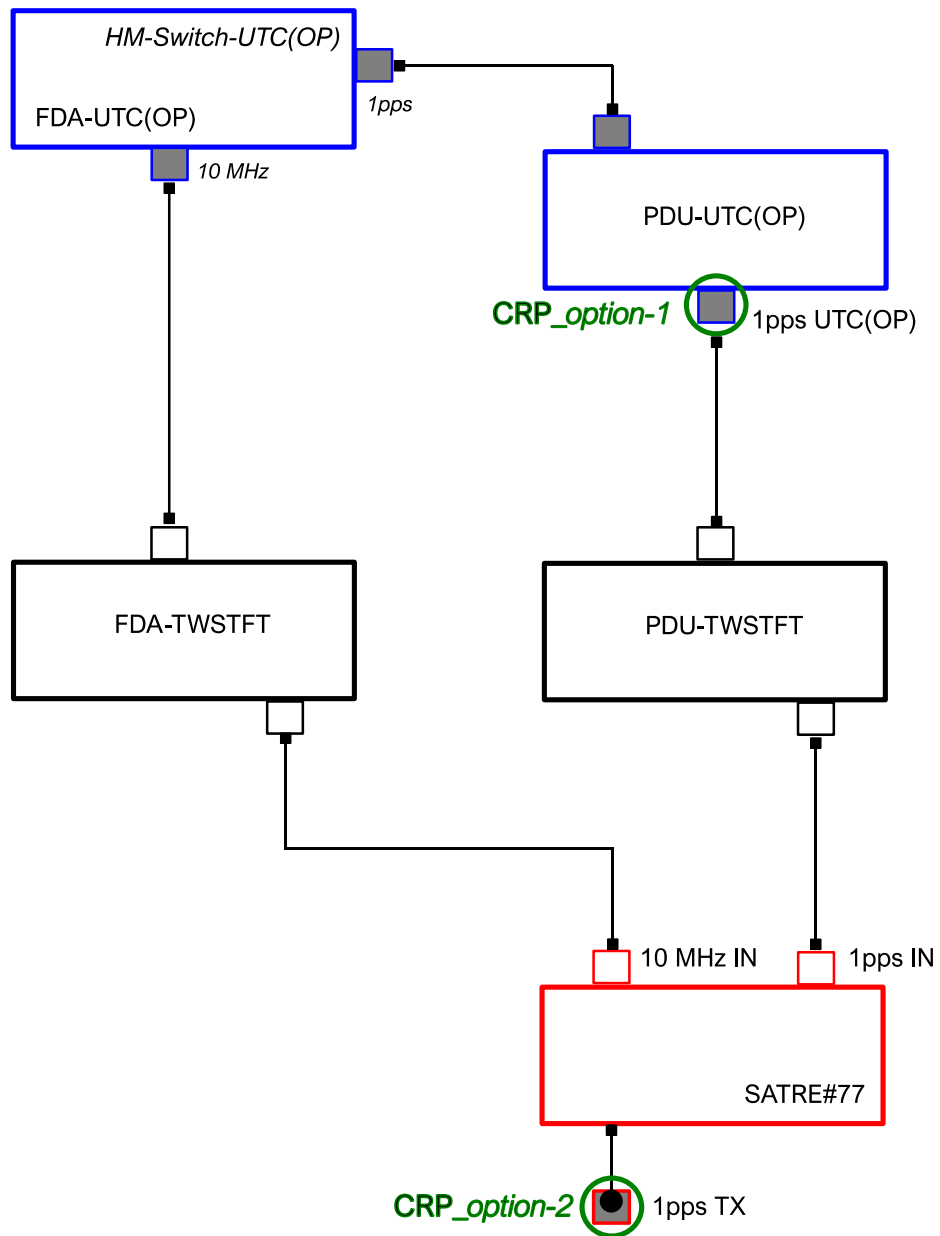 HM-Switch-UTC(OP)
1pps
FDA-UTC(OP)
10 MHz
PDU-UTC(OP)
CRP_option-1
1pps UTC(OP)
FDA-TWSTFT
PDU-TWSTFT
10 MHz IN
1pps IN
SATRE#77
CRP_option-2
1pps TX